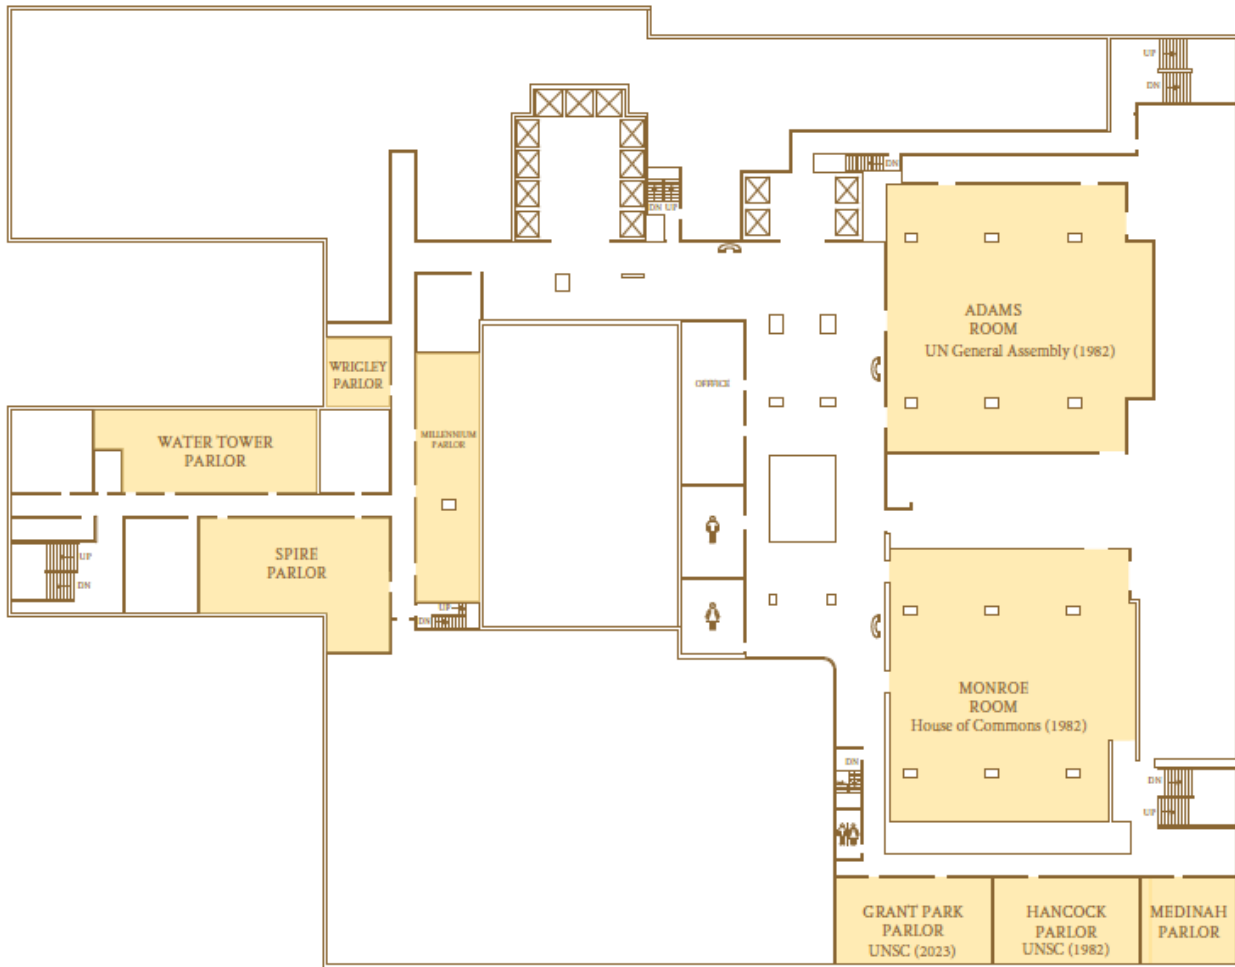 UP
DN
DN
DN UP
ADAMS
ROOM
UN General Assembly (1982)
WRIGLEY
PARLOR
OFFICE
MILLENNIUM
PARLOR
WATER TOWER
PARLOR
SPIRE
PARLOR
UP
DN
UP
DN
MONROE
ROOM
House of Commons (1982)
DN
DN
UP
GRANT PARK
PARLOR
UNSC (2023)
HANCOCK
PARLOR
UNSC (1982)
MEDINAH
PARLOR